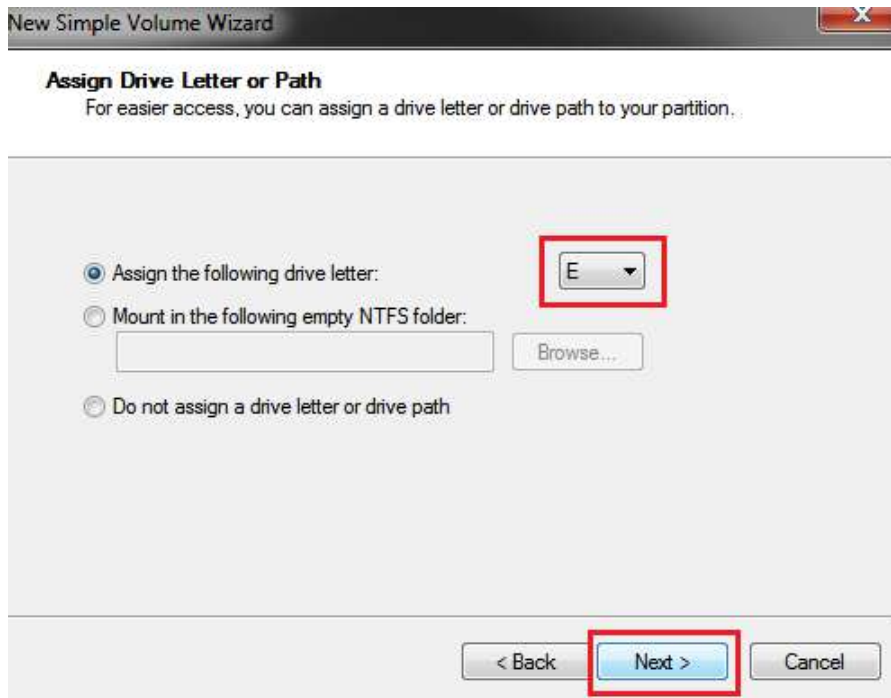 New Simple Volume Wizard
X
Assign Drive Letter or Path
For easier access, you can assign a drive letter or drive path to your partition.
Assign the following drive letter: E
Mount in the following empty NTFS folder:
Browse...
Do not assign a drive letter or drive path
< Back Next > Cancel